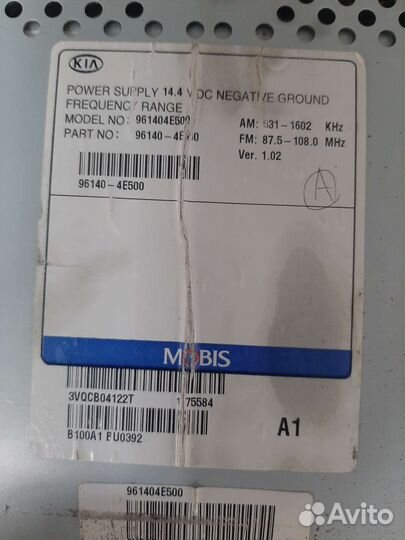 KIA
POWER SUPPLY 14.4 VDC NEGATIVE GROUND
FREQUENCY RANGE
MODEL NO: 961404E500 AM: 531-1602 KHz
PART NO: 96140-4E500 FM: 87.5-108.0 MHz
Ver. 1.02
96140-4E500
A
MOBIS
3VQCB04122T 75584
B100A1 BU0392
A1
961404E500
Avito